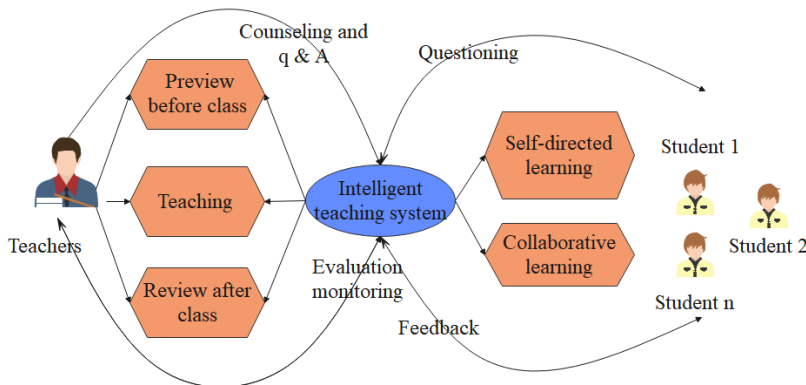 Counseling and
q & A
Questioning
Preview
before class
Self-directed
learning
Student 1
Teaching
Intelligent
teaching system
Teachers
Student 2
Collaborative
learning
Evaluation
monitoring
Review after
class
Student n
Feedback